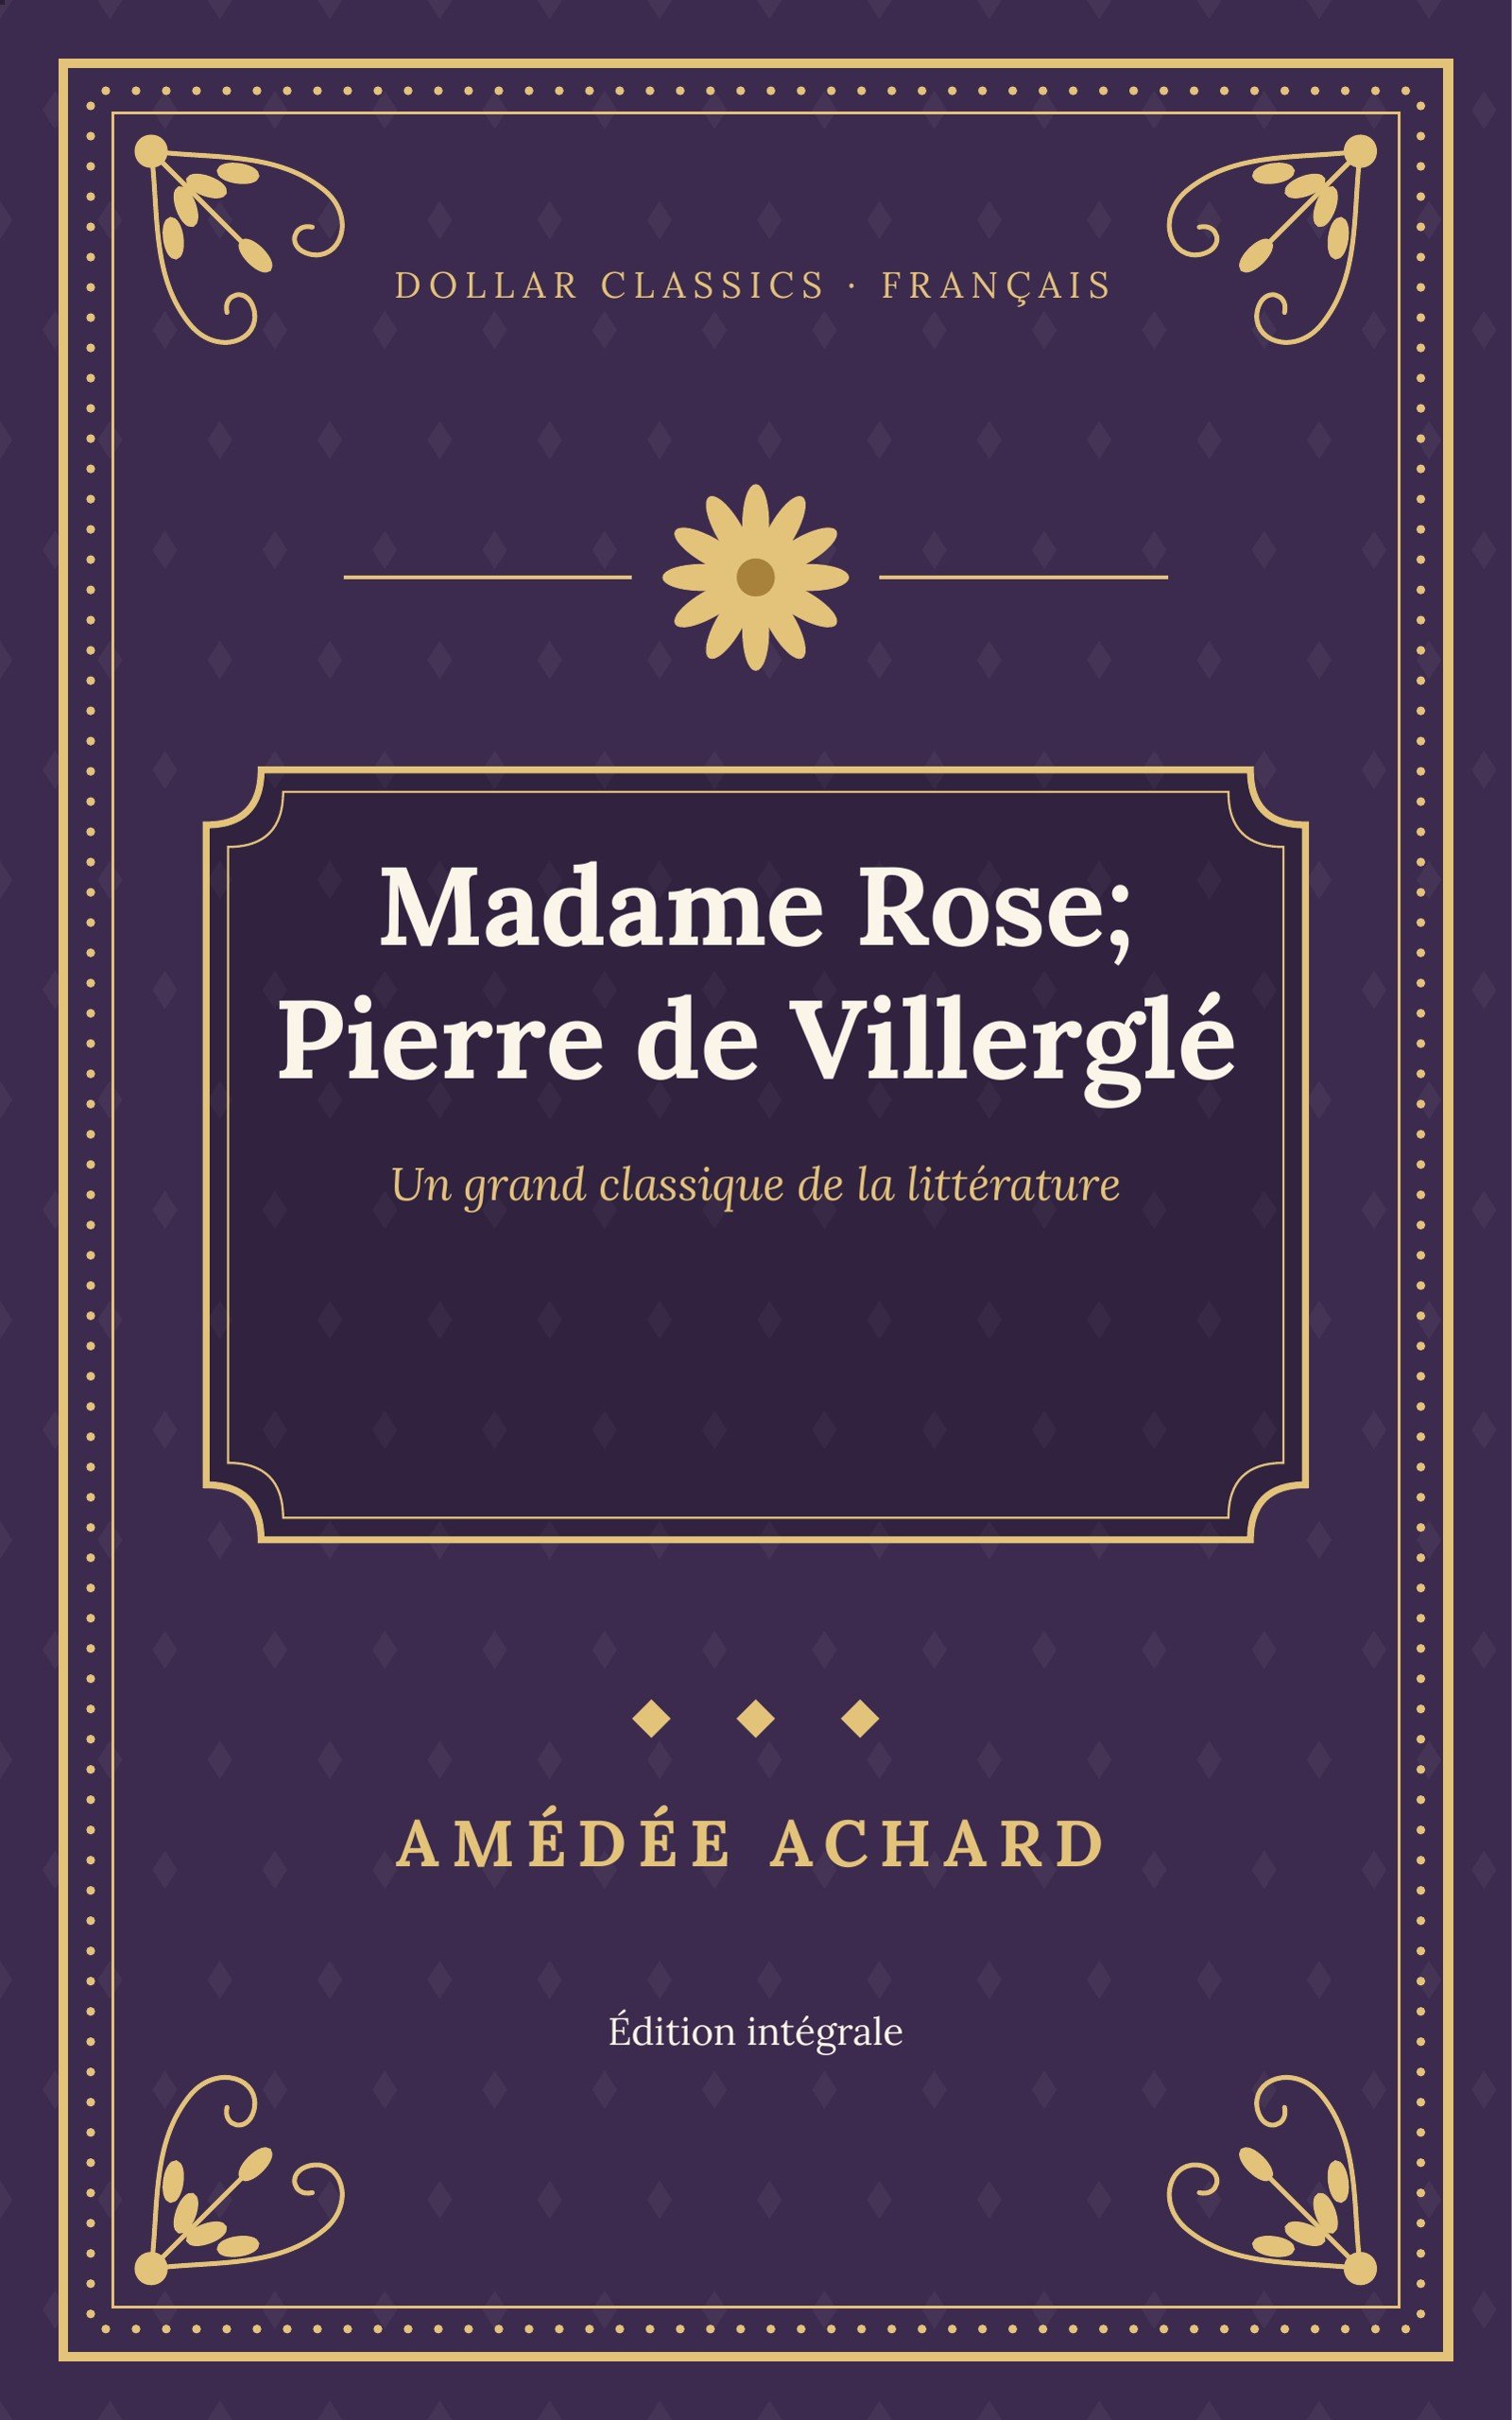 DOLLAR CLASSICS · FRANÇAIS
Madame Rose;
Pierre de Villerglé
Un grand classique de la littérature
AMÉDÉE ACHARD
Édition intégrale